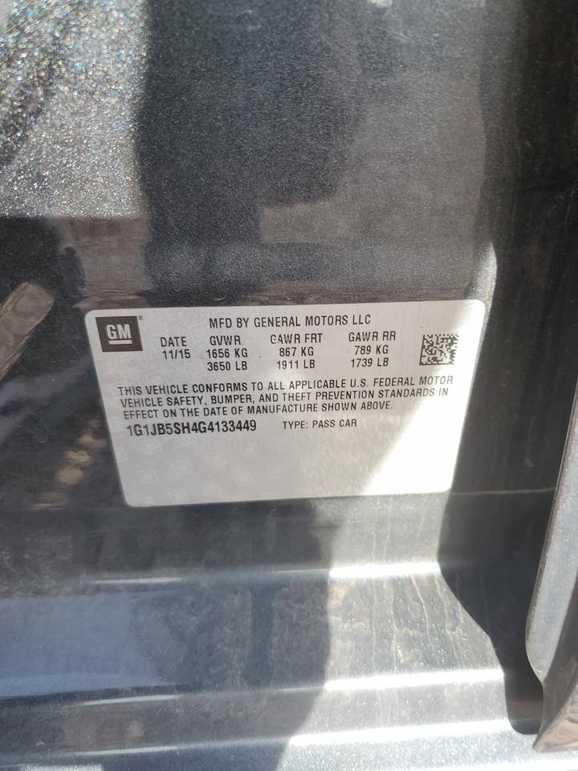 GM
MFD BY GENERAL MOTORS LLC
DATE GVWR GAWR FRT GAWR RR
11/15 1656 KG 867 KG 789 KG
3650 LB 1911 LB 1739 LB
THIS VEHICLE CONFORMS TO ALL APPLICABLE U.S. FEDERAL MOTOR
VEHICLE SAFETY, BUMPER, AND THEFT PREVENTION STANDARDS IN
EFFECT ON THE DATE OF MANUFACTURE SHOWN ABOVE.
1G1JB5SH4G4133449 TYPE: PASS CAR